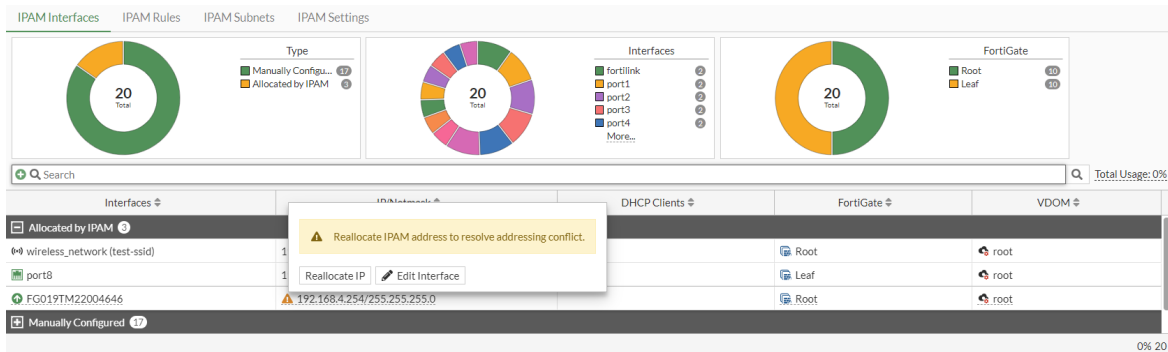 IPAM Interfaces IPAM Rules IPAM Subnets IPAM Settings
20
Total
Type
Manually Configu... 17
Allocated by IPAM 3
20
Total
Interfaces
fortilink 2
port1 2
port2 2
port3 2
port4 2
More...
20
Total
FortiGate
Root 10
Leaf 10
Search
Total Usage: 0%
Interfaces IP/Netmask DHCP Clients FortiGate VDOM
Allocated by IPAM 3
Reallocate IPAM address to resolve addressing conflict.
wireless_network (test-ssid) 1 Root root
port8 1 Leaf root
Reallocate IP Edit Interface
FG019TM22004646 192.168.4.254/255.255.255.0 Root root
Manually Configured 17
0% 20